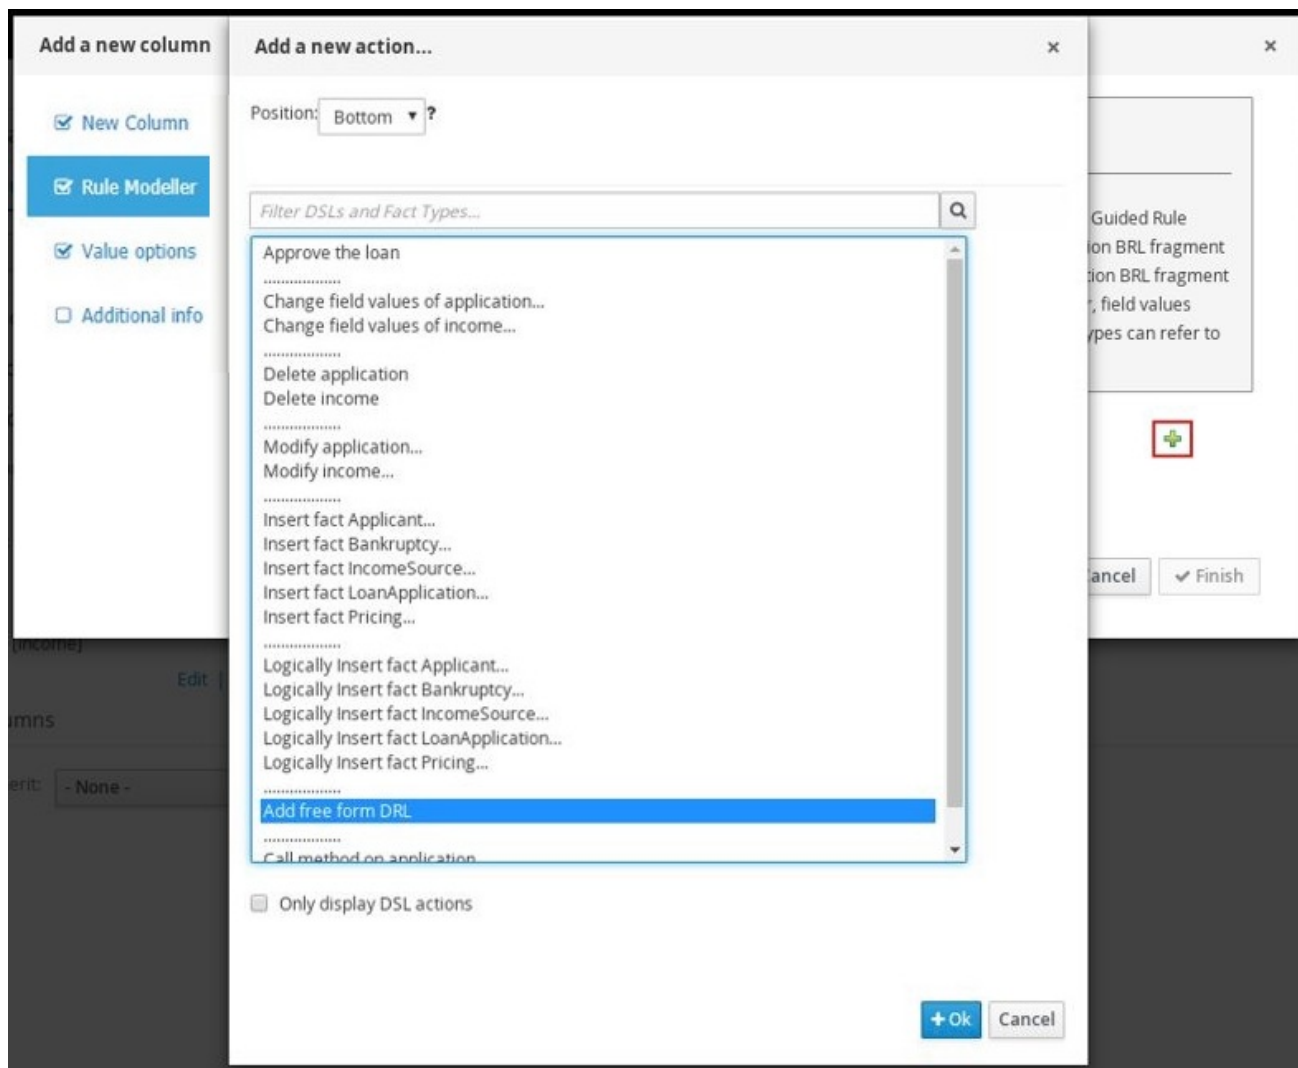 Add a new column
Add a new action...
×
×
New Column
Rule Modeller
Value options
Additional info
Position:
Bottom ▼ ?
Filter DSLs and Fact Types...
Approve the loan
...................
Change field values of application...
Change field values of income...
...................
Delete application
Delete income
...................
Modify application...
Modify income...
...................
Insert fact Applicant...
Insert fact Bankruptcy...
Insert fact IncomeSource...
Insert fact LoanApplication...
Insert fact Pricing...
...................
Logically Insert fact Applicant...
Logically Insert fact Bankruptcy...
Logically Insert fact IncomeSource...
Logically Insert fact LoanApplication...
Logically Insert fact Pricing...
...................
Add free form DRL
...................
Call method on application
Only display DSL actions
+ Ok
Cancel
Guided Rule
ion BRL fragment
tion BRL fragment
, field values
ypes can refer to
ancel
✔ Finish
[income]
Edit |
umns
erit:
- None -